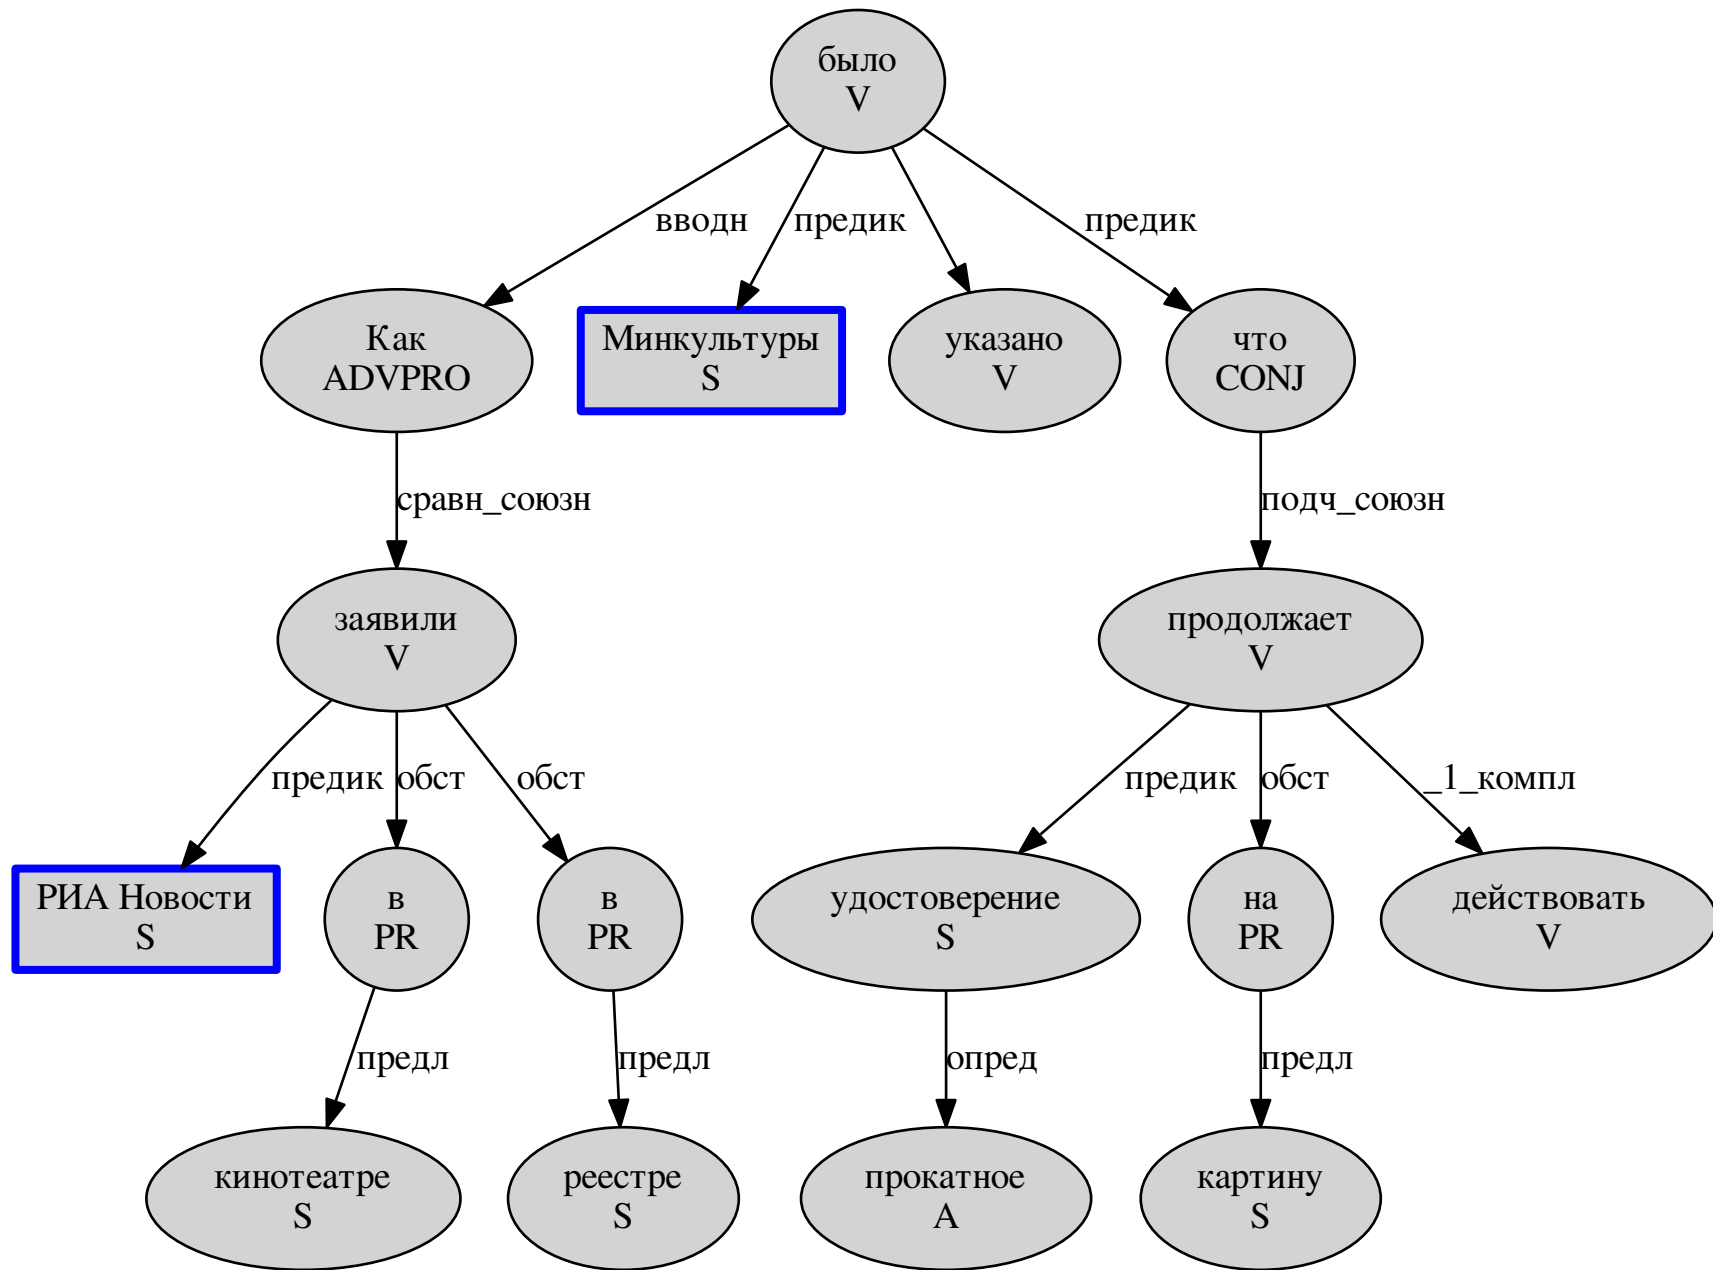 было
V
вводн
предик
предик
Как
ADVPRO
Минкультуры
S
указано
V
что
CONJ
сравн_союзн
подч_союзн
заявили
V
продолжает
V
предик
обст
обст
предик
обст
_1_компл
РИА Новости
S
в
PR
в
PR
удостоверение
S
на
PR
действовать
V
предл
предл
опред
предл
кинотеатре
S
реестре
S
прокатное
A
картину
S